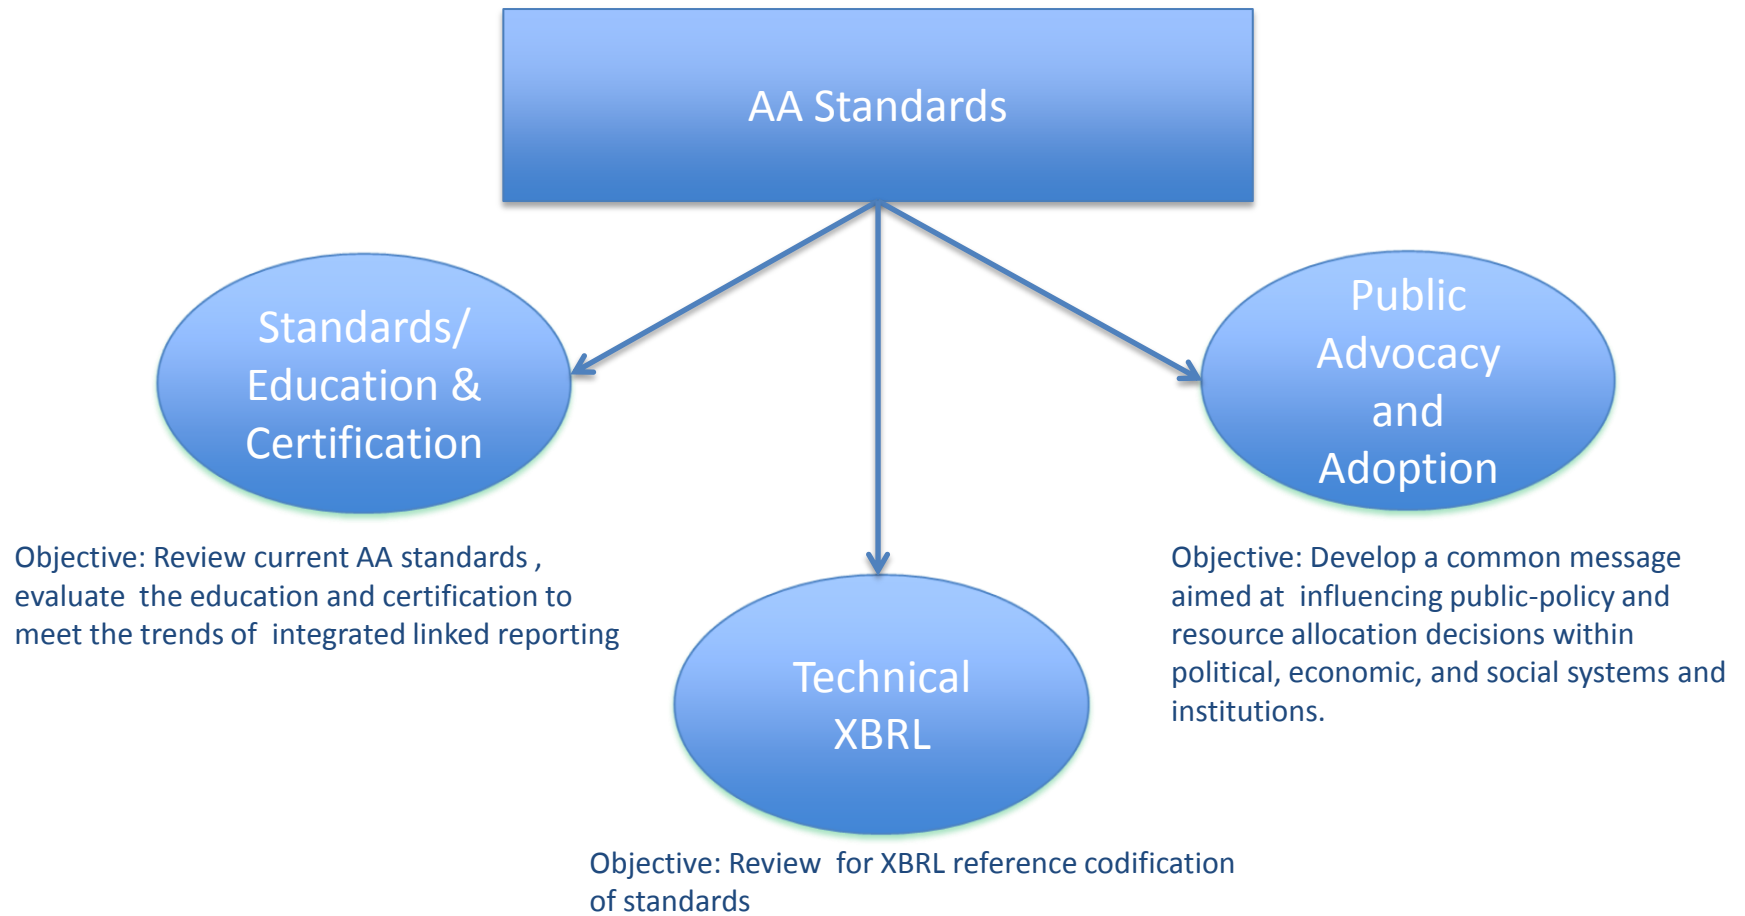 AA Standards
Standards/
Education &
Certification
Public
Advocacy
and
Adoption
Objective: Review current AA standards ,
evaluate  the education and certification to
meet the trends of  integrated linked reporting
Technical
XBRL
Objective: Develop a common message
aimed at  influencing public-policy and
resource allocation decisions within
political, economic, and social systems and
institutions.
Objective: Review  for XBRL reference codification
of standards